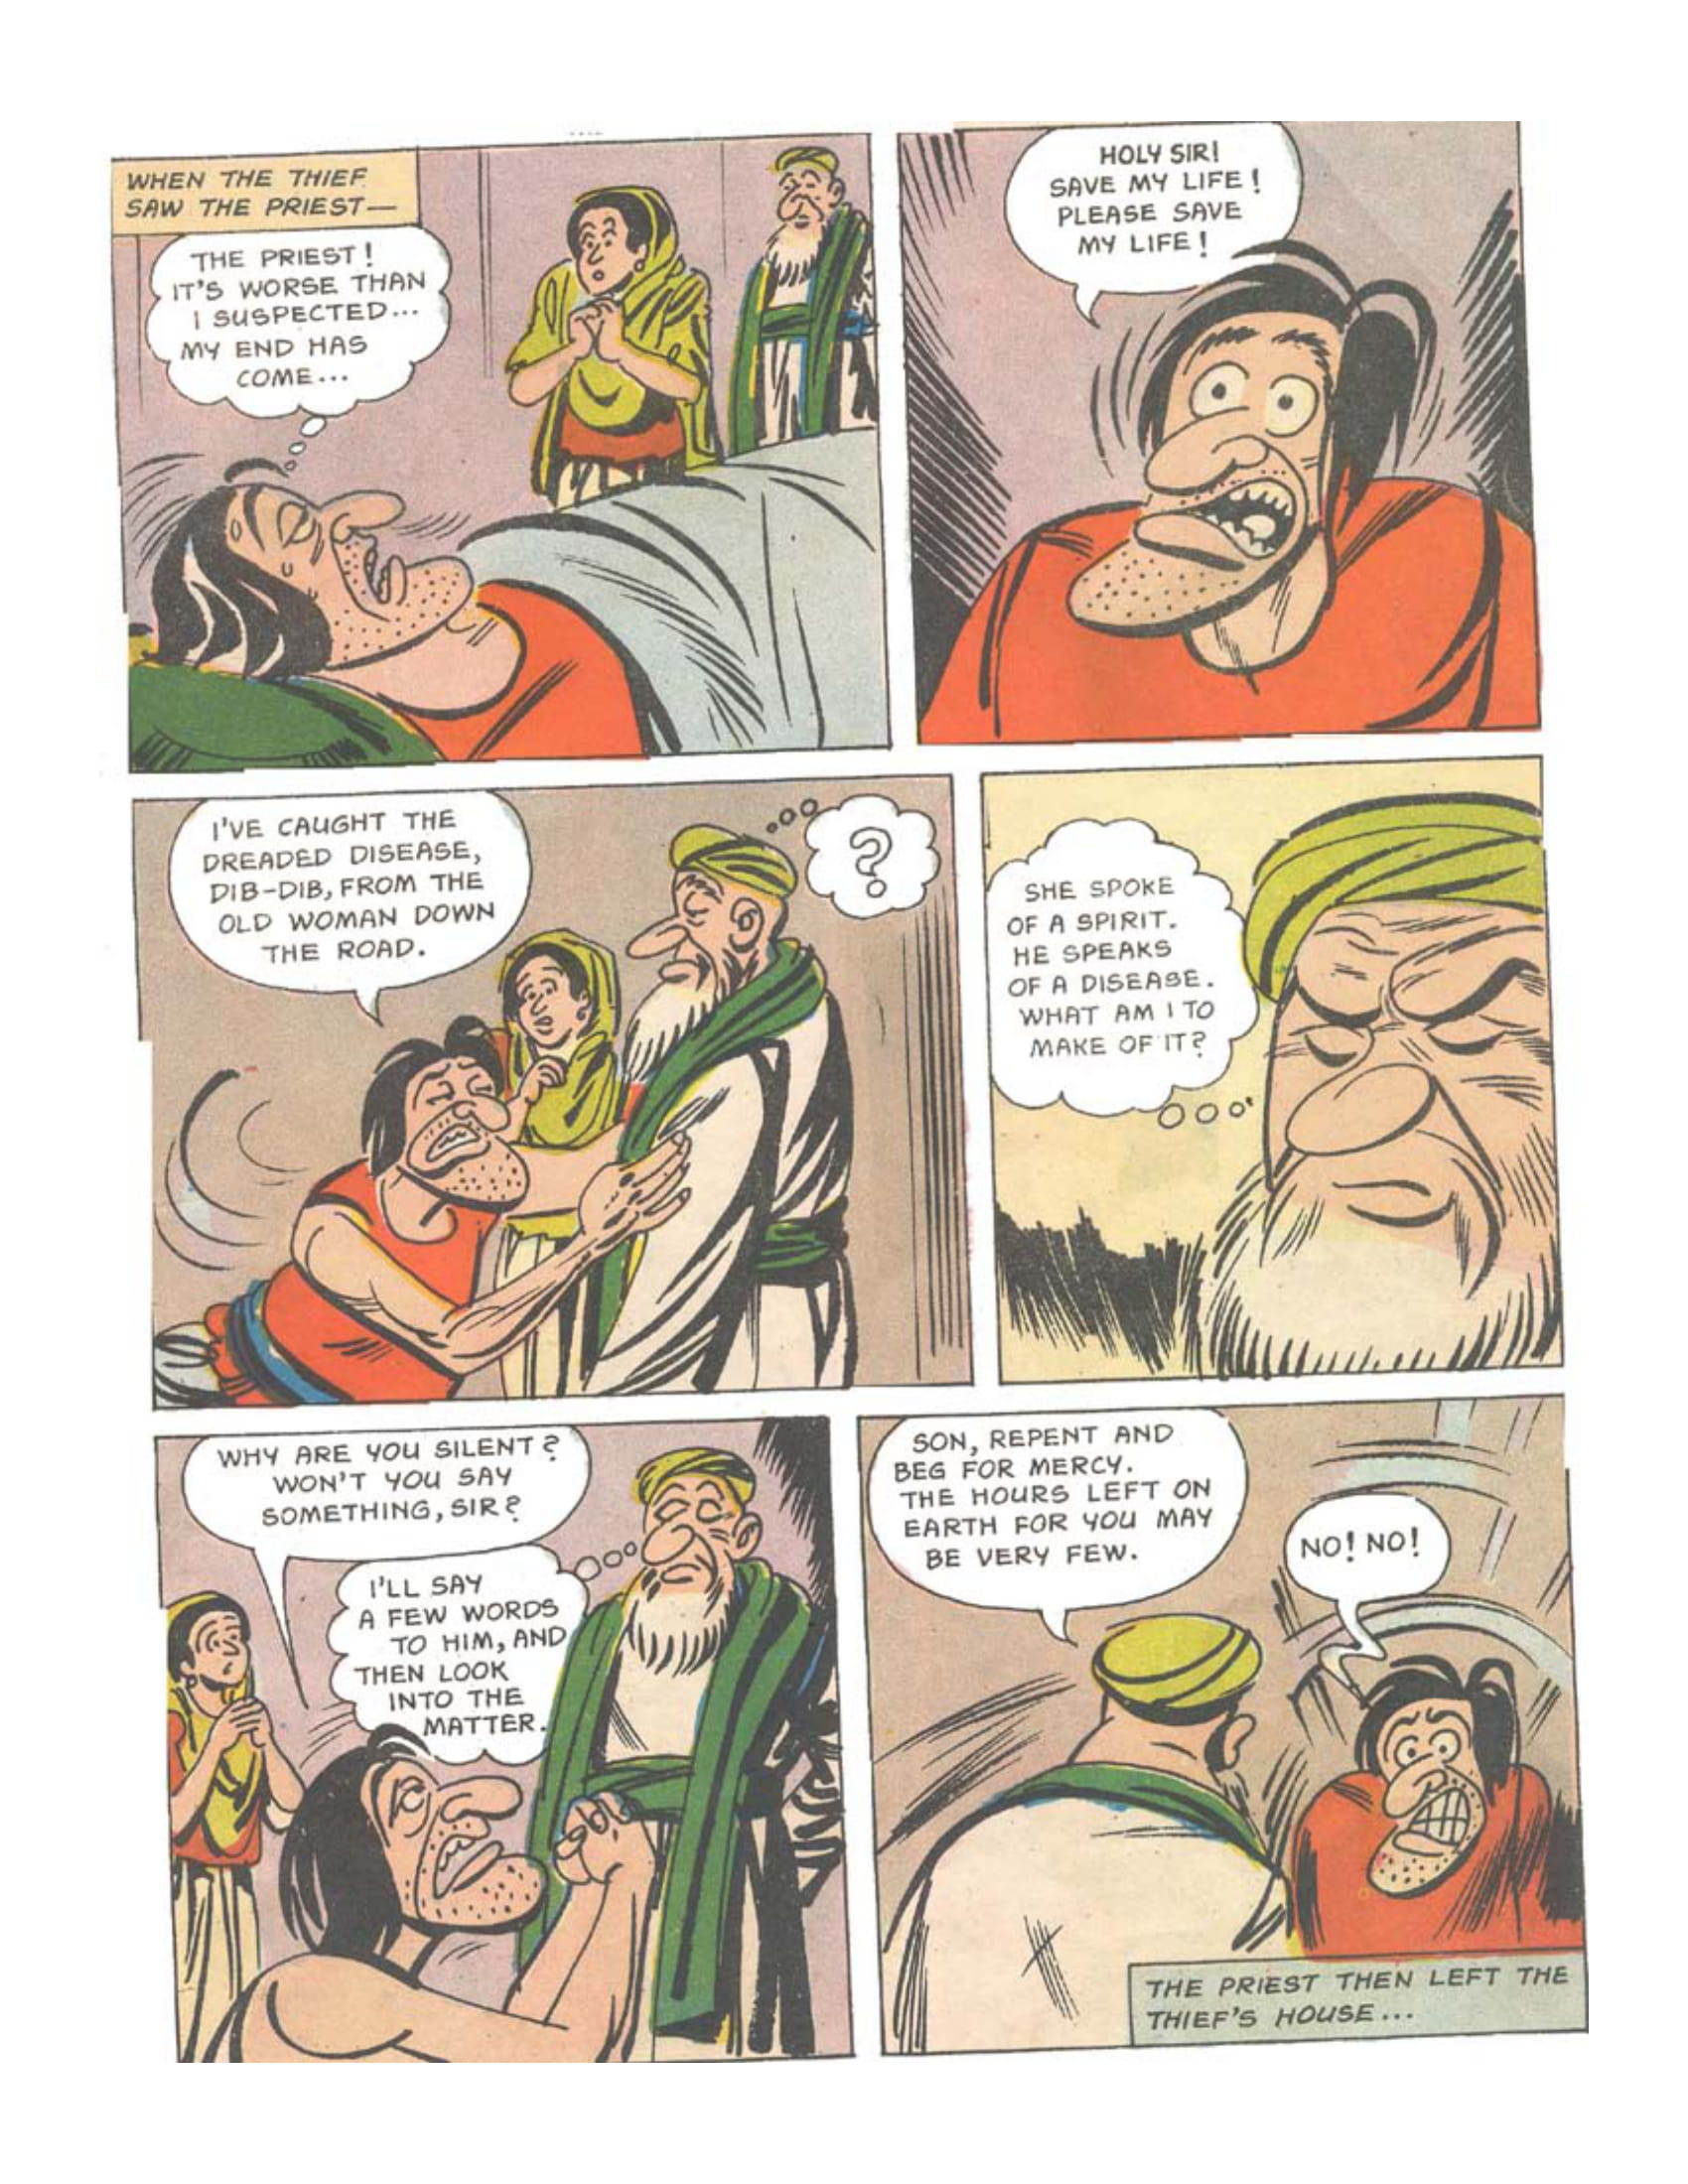 WHEN THE THIEF
SAW THE PRIEST—
THE PRIEST!
IT'S WORSE THAN
I SUSPECTED...
MY END HAS
COME...
HOLY SIR!
SAVE MY LIFE!
PLEASE SAVE
MY LIFE!
I'VE CAUGHT THE
DREADED DISEASE,
DIB-DIB, FROM THE
OLD WOMAN DOWN
THE ROAD.
?
SHE SPOKE
OF A SPIRIT.
HE SPEAKS
OF A DISEASE.
WHAT AM I TO
MAKE OF IT?
WHY ARE YOU SILENT?
WON'T YOU SAY
SOMETHING, SIR?
I'LL SAY
A FEW WORDS
TO HIM, AND
THEN LOOK
INTO THE
MATTER.
SON, REPENT AND
BEG FOR MERCY.
THE HOURS LEFT ON
EARTH FOR YOU MAY
BE VERY FEW.
NO! NO!
THE PRIEST THEN LEFT THE
THIEF'S HOUSE...